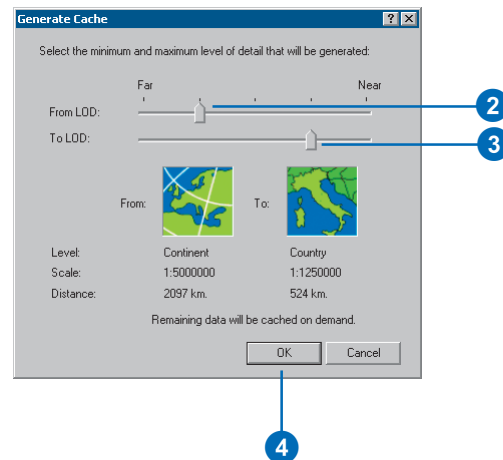 Generate Cache
Select the minimum and maximum level of detail that will be generated:
Far Near
From LOD: 2
To LOD: 3
From: To:
Level: Continent Country
Scale: 1:5000000 1:1250000
Distance: 2097 km. 524 km.
Remaining data will be cached on demand.
OK Cancel
4